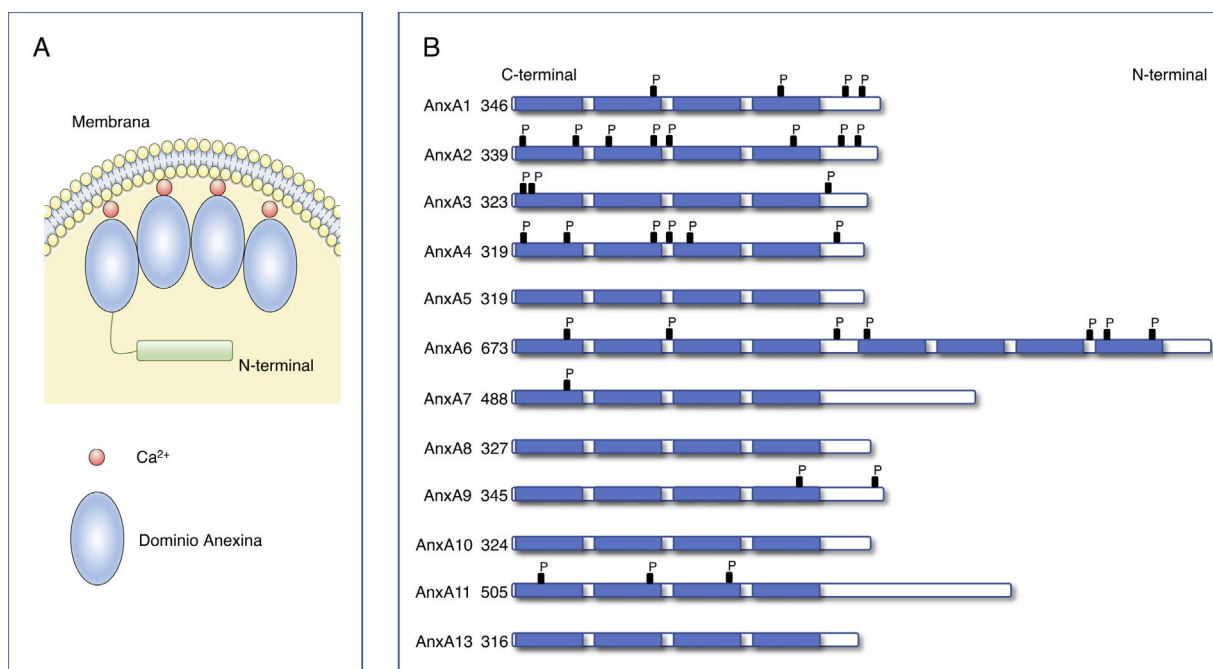 A
Membrana
N-terminal
Ca²⁺
Dominio Anexina
B
C-terminal N-terminal
P P P P
AnxA1 346
P P P P P P P P
AnxA2 339
P P P
AnxA3 323
P P P P P P
AnxA4 319
AnxA5 319
P P P P P P P
AnxA6 673
P
AnxA7 488
AnxA8 327
P P
AnxA9 345
AnxA10 324
P P P
AnxA11 505
AnxA13 316